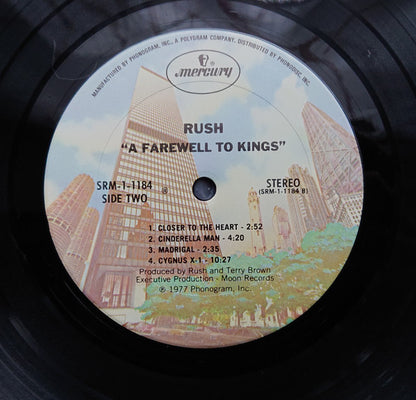 MANUFACTURED BY PHONOGRAM, INC., A POLYGRAM COMPANY, DISTRIBUTED BY PHONODISC, INC.
mercury
RUSH
"A FAREWELL TO KINGS"
SRM-1-1184 B
SIDE TWO
STEREO
(SRM-1-1184 B)
1. CLOSER TO THE HEART - 2:52
2. CINDERELLA MAN - 4:20
3. MADRIGAL - 2:35
4. CYGNUS X-1 - 10:27
Produced by Rush and Terry Brown
Executive Production - Moon Records
℗ 1977 Phonogram, Inc.